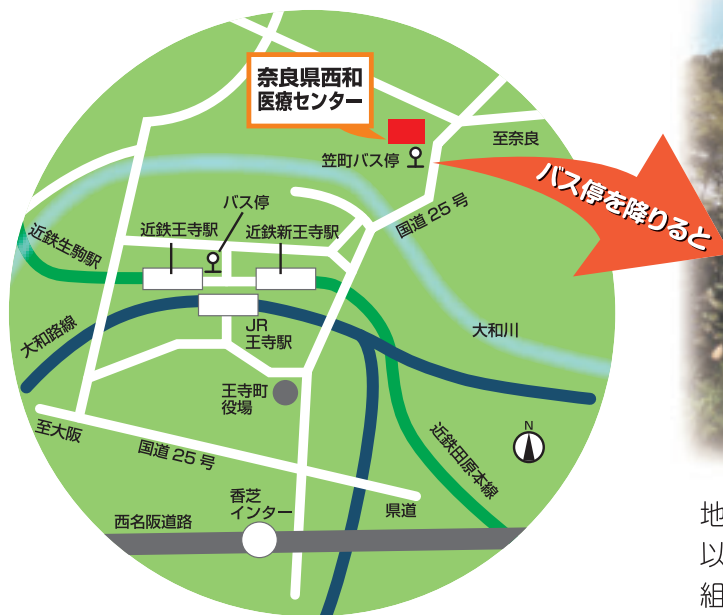 奈良県西和
医療センター
至奈良
笠町バス停
国道25号
バス停を降りると
バス停
近鉄王寺駅
近鉄新王寺駅
近鉄生駒駅
大和路線
JR
王寺駅
大和川
王寺町
役場
N
至大阪
国道25号
近鉄田原本線
香芝
インター
県道
西名阪道路
地
以
組